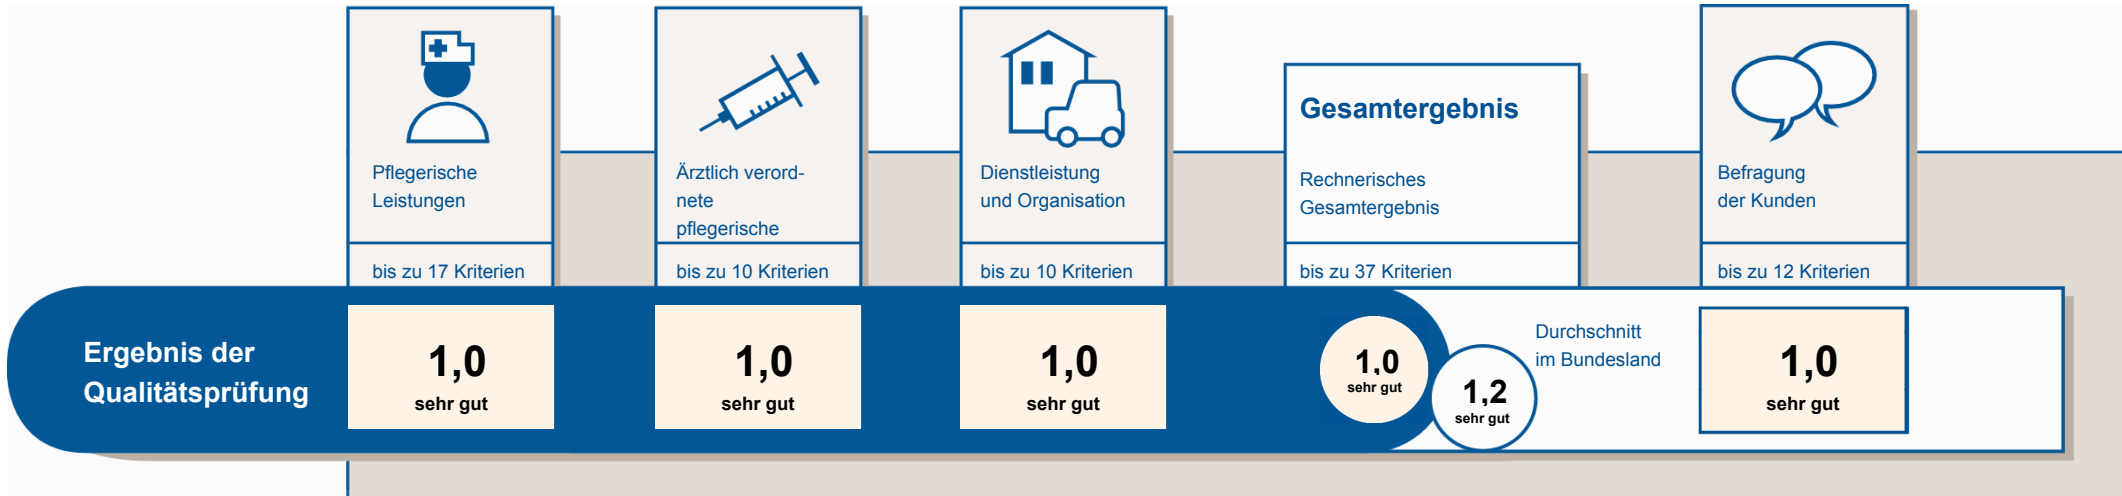 Pflegerische
Leistungen
bis zu 17 Kriterien
Ärztlich verord-
nete
pflegerische
bis zu 10 Kriterien
Dienstleistung
und Organisation
bis zu 10 Kriterien
Gesamtergebnis
Rechnerisches
Gesamtergebnis
bis zu 37 Kriterien
Befragung
der Kunden
bis zu 12 Kriterien
Ergebnis der
Qualitätsprüfung
1,0
sehr gut
1,0
sehr gut
1,0
sehr gut
1,0
sehr gut
1,2
sehr gut
Durchschnitt
im Bundesland
1,0
sehr gut